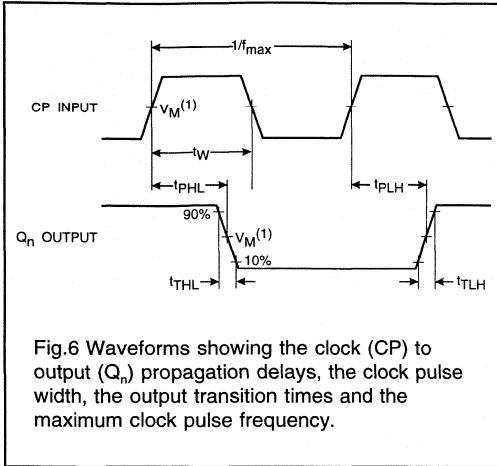 1/fmax
CP INPUT
VM(1)
tW
tPHL
tPLH
90%
Qn OUTPUT
VM(1)
10%
tTHL
tTLH
Fig.6 Waveforms showing the clock (CP) to
output (Qn) propagation delays, the clock pulse
width, the output transition times and the
maximum clock pulse frequency.